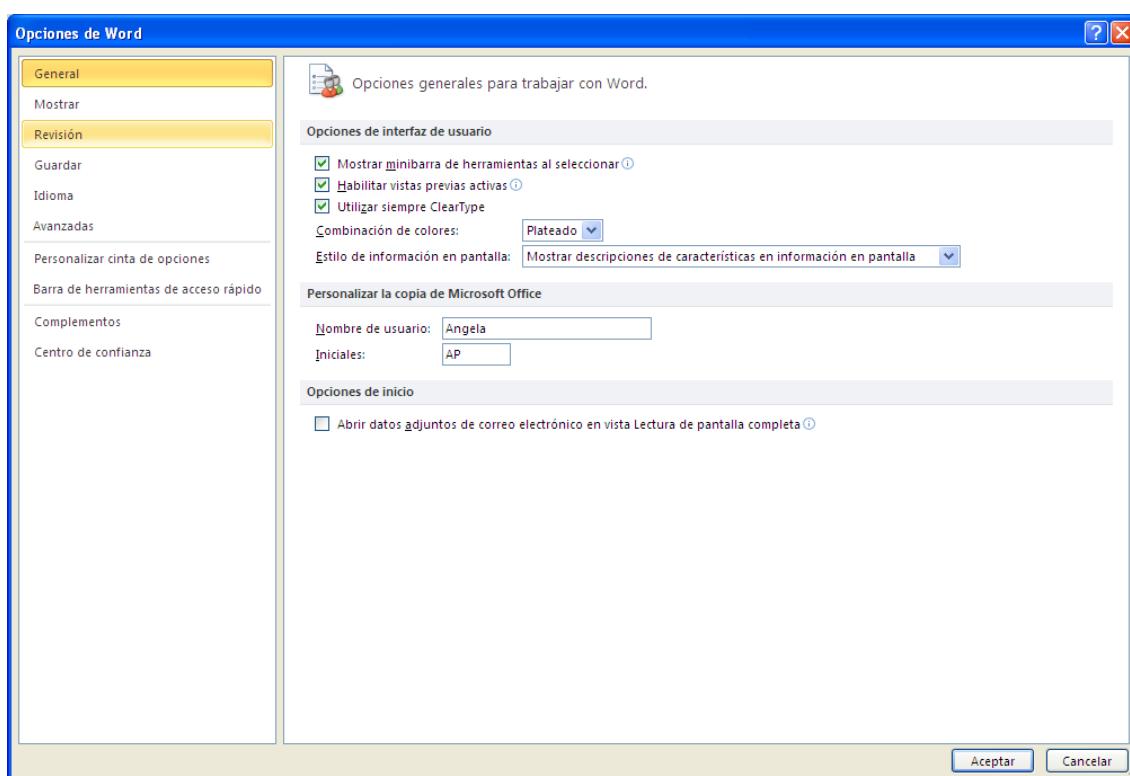 Opciones de Word
General
Mostrar
Revisión
Guardar
Idioma
Avanzadas
Personalizar cinta de opciones
Barra de herramientas de acceso rápido
Complementos
Centro de confianza
Opciones generales para trabajar con Word.
Opciones de interfaz de usuario
Mostrar minibarra de herramientas al seleccionar
Habilitar vistas previas activas
Utilizar siempre ClearType
Combinación de colores: Plateado
Estilo de información en pantalla: Mostrar descripciones de características en información en pantalla
Personalizar la copia de Microsoft Office
Nombre de usuario: Angela
Iniciales: AP
Opciones de inicio
Abrir datos adjuntos de correo electrónico en vista Lectura de pantalla completa
Aceptar Cancelar